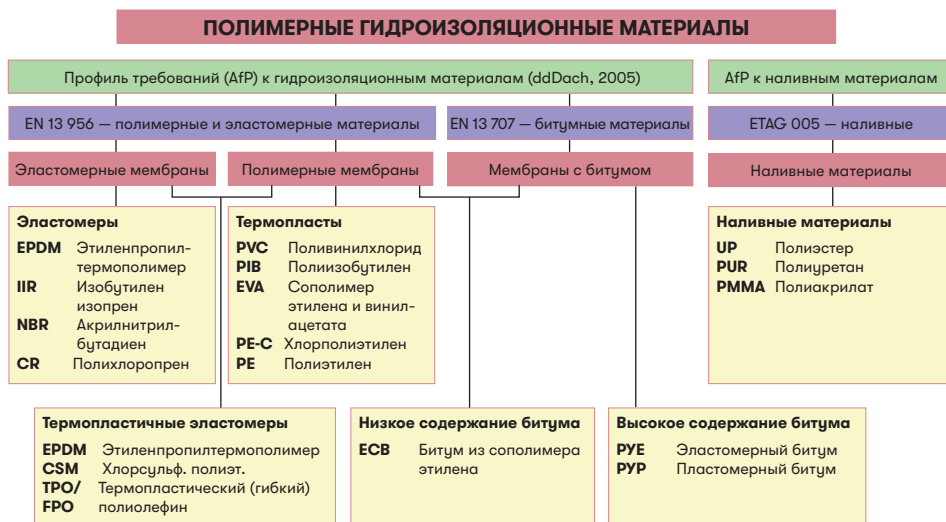 ПОЛИМЕРНЫЕ ГИДРОИЗОЛЯЦИОННЫЕ МАТЕРИАЛЫ
Профиль требований (AfP) к гидроизоляционным материалам (ddDach, 2005)
AfP к наливным материалам
EN 13 956 — полимерные и эластомерные материалы
EN 13 707 — битумные материалы
ETAG 005 — наливные
Эластомерные мембраны
Полимерные мембраны
Мембраны с битумом
Наливные материалы
Эластомеры
EPDM Этиленпропил-
термополимер
IIR Изобутилен
изопрен
NBR Акрилнитрил-
бутадиен
CR Полихлоропрен
Термопласты
PVC Поливинилхлорид
PIB Полиизобутилен
EVA Сополимер
этилена и винил-
ацетата
PE-C Хлорполиэтилен
PE Полиэтилен
Наливные материалы
UP Полиэстер
PUR Полиуретан
PMMA Полиакрилат
Термопластичные эластомеры
EPDM Этиленпропилтермополимер
CSM Хлорсульф. полиэт.
TPO/ Термопластический (гибкий)
FPO полиолефин
Низкое содержание битума
ECB Битум из сополимера
этилена
Высокое содержание битума
PYE Эластомерный битум
PYP Пластомерный битум